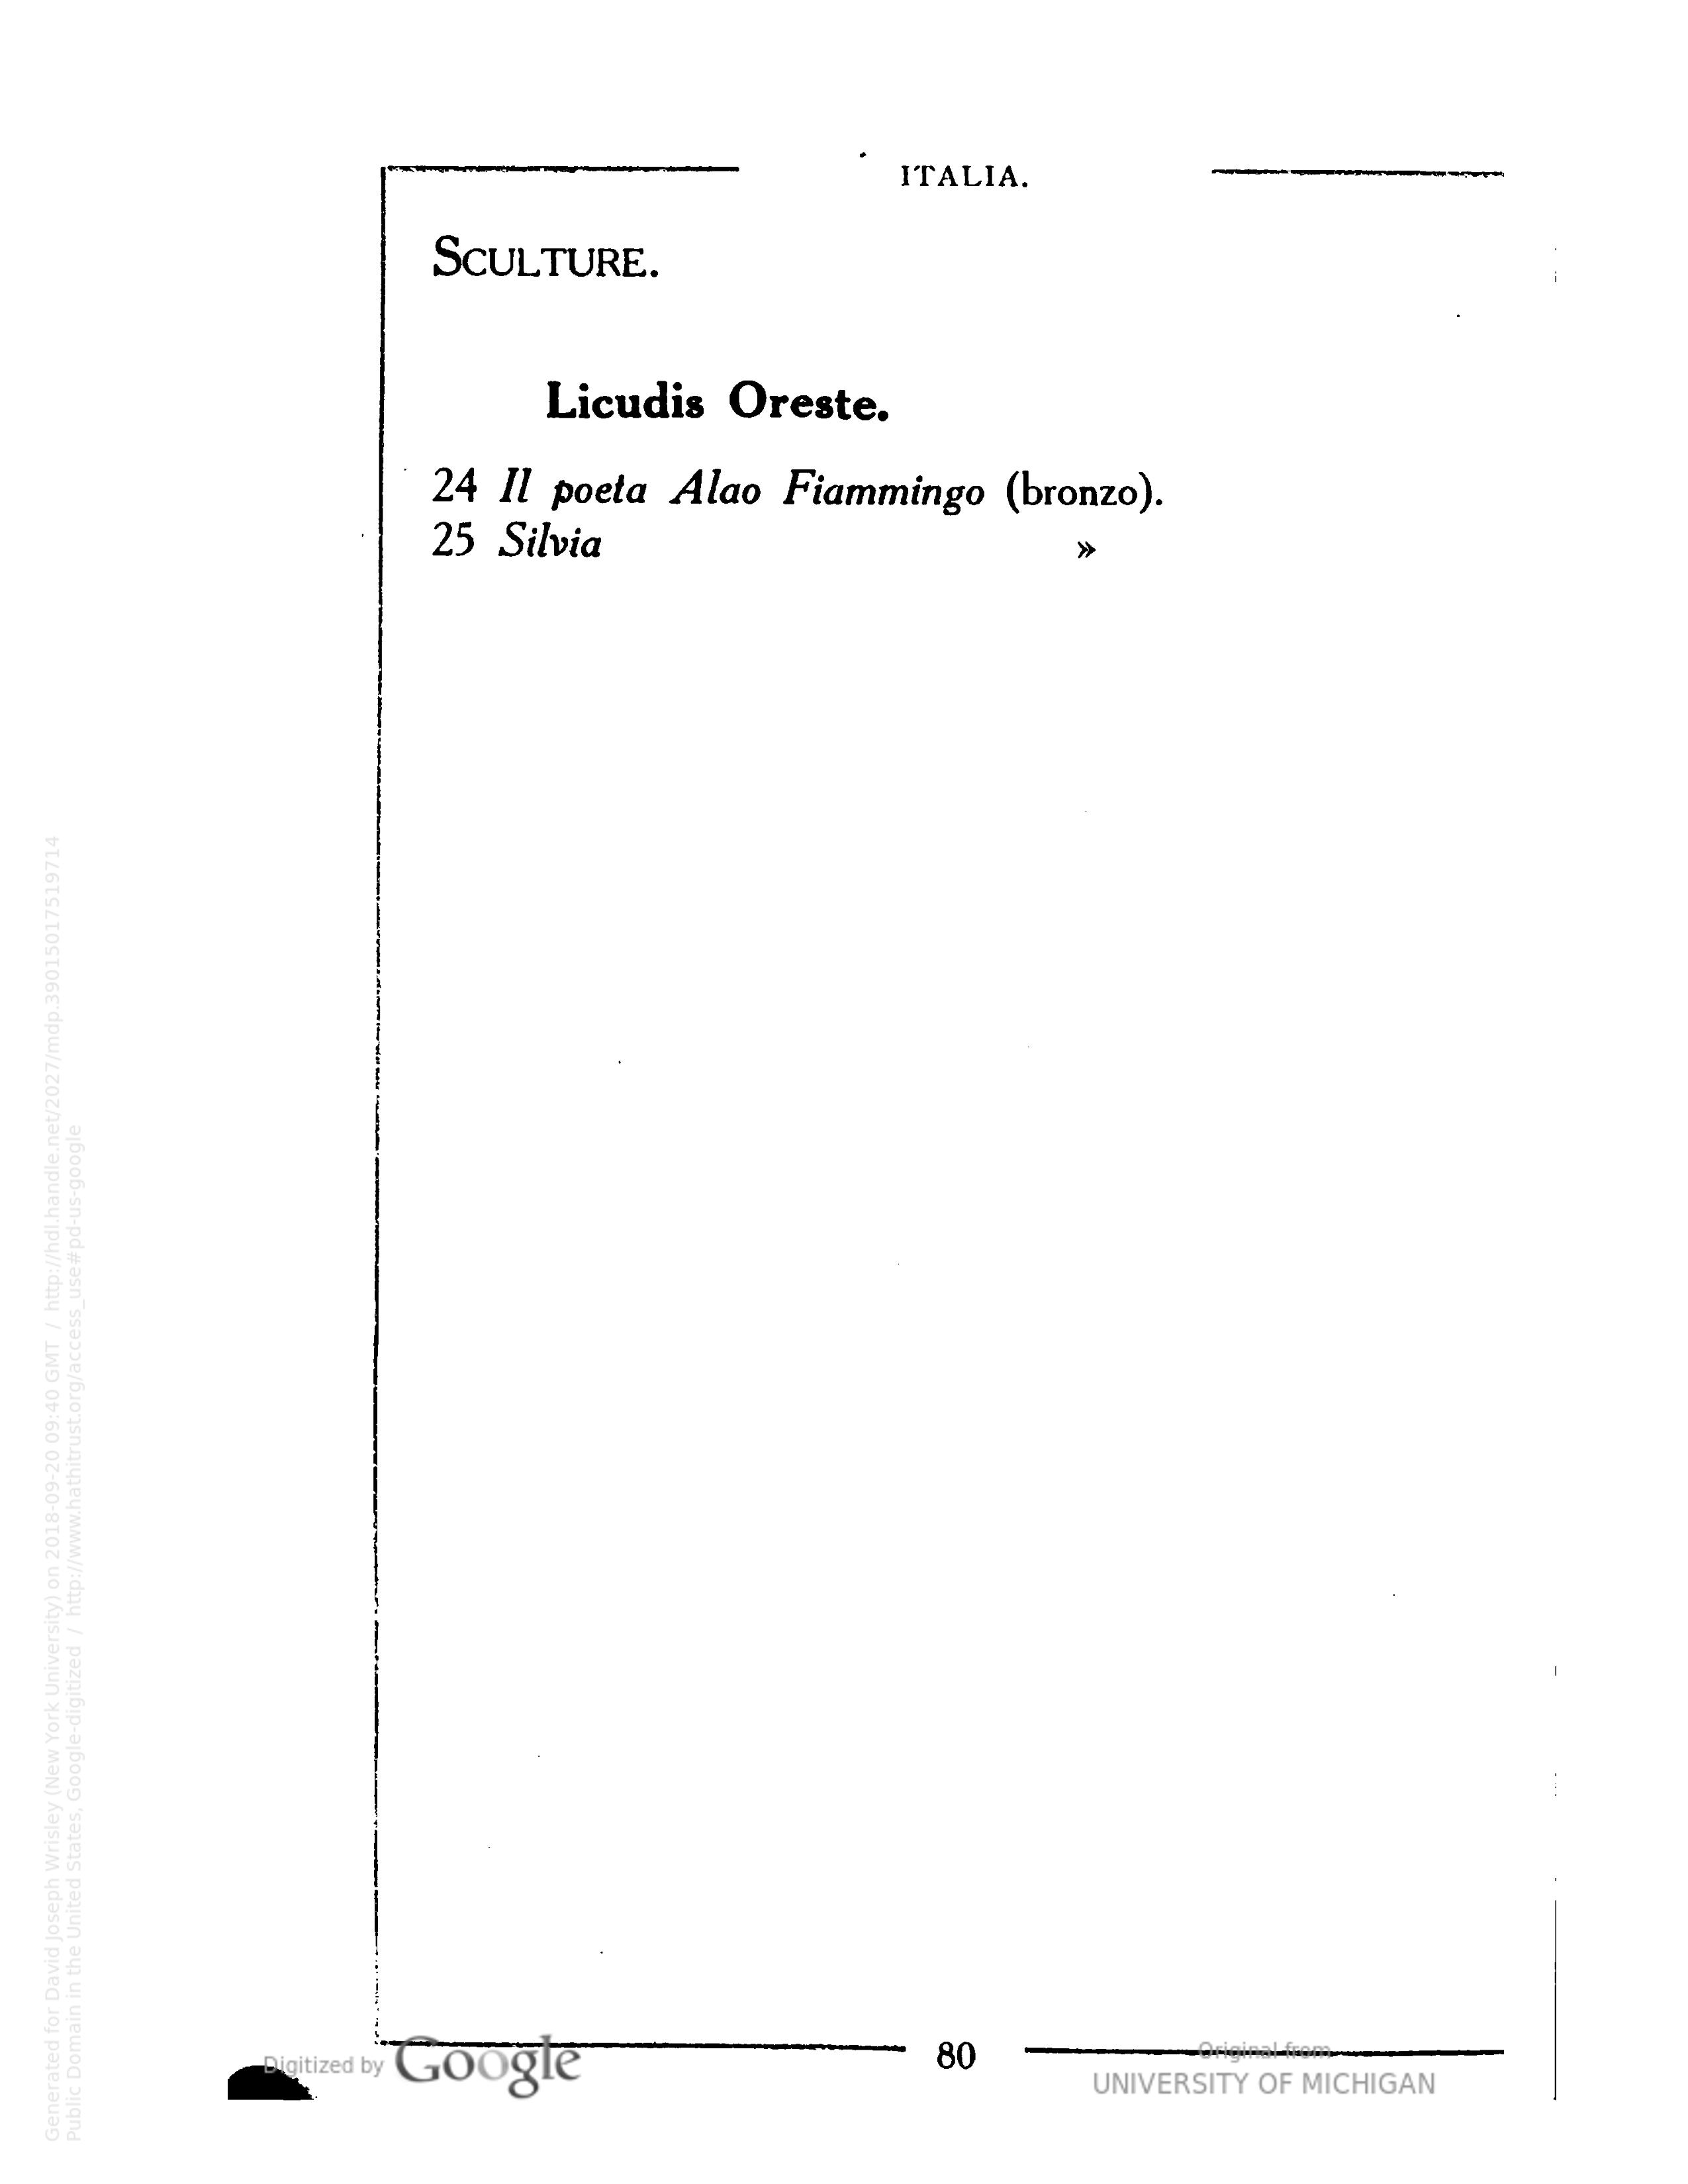 ITALIA.
SCULTURE.
Licudis Oreste.
24 Il poeta Alao Fiammingo (bronzo).
25 Silvia »
80
Digitized by Google
Original from
UNIVERSITY OF MICHIGAN
Generated for David Joseph Wrisley (New York University) on 2018-09-20 09:40 GMT / http://hdl.handle.net/2027/mdp.39015017519714
Public Domain in the United States, Google-digitized / http://www.hathitrust.org/access_use#pd-us-google